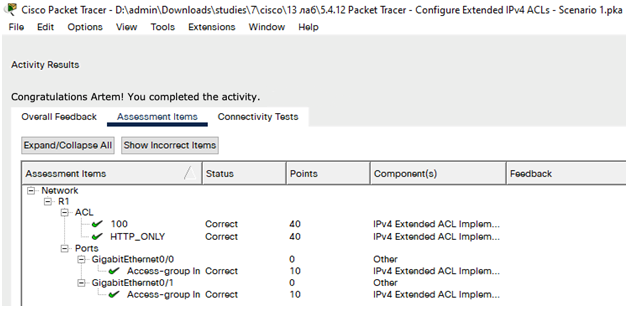 Cisco Packet Tracer - D:\admin\Downloads\studies\7\cisco\13 лаб\5.4.12 Packet Tracer - Configure Extended IPv4 ACLs - Scenario 1.pka
File Edit Options View Tools Extensions Window Help
Activity Results
Congratulations Artem! You completed the activity.
Overall Feedback Assessment Items Connectivity Tests
Expand/Collapse All Show Incorrect Items
Assessment Items Status Points Component(s) Feedback
Network
R1
ACL
100 Correct 40 IPv4 Extended ACL Implem...
HTTP_ONLY Correct 40 IPv4 Extended ACL Implem...
Ports
GigabitEthernet0/0 0 Other
Access-group In Correct 10 IPv4 Extended ACL Implem...
GigabitEthernet0/1 0 Other
Access-group In Correct 10 IPv4 Extended ACL Implem...